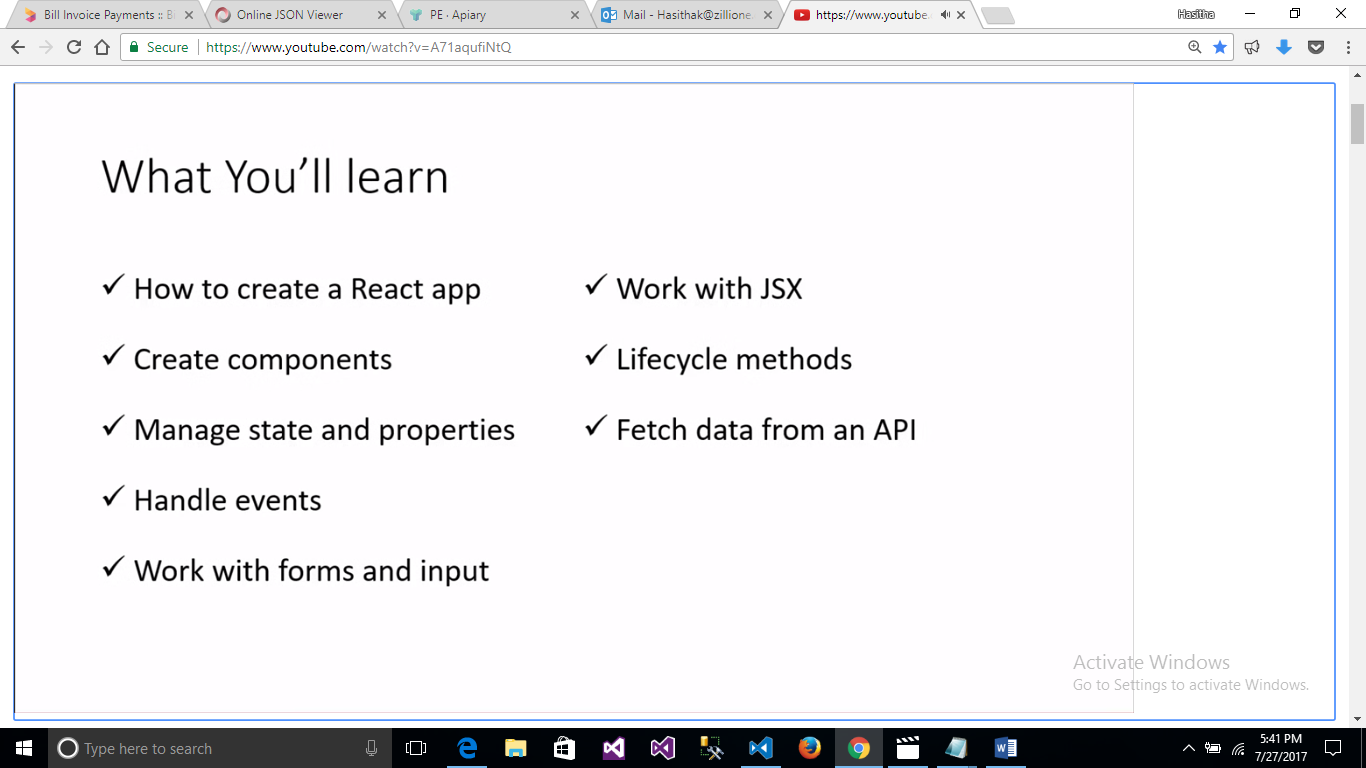 Bill Invoice Payments :: Bi
Online JSON Viewer
PE · Apiary
Mail - Hasithak@zillione.
https://www.youtube.
Hasitha
Secure
https://www.youtube.com/watch?v=A71aqufiNtQ
What You’ll learn
✓ How to create a React app
✓ Create components
✓ Manage state and properties
✓ Handle events
✓ Work with forms and input
✓ Work with JSX
✓ Lifecycle methods
✓ Fetch data from an API
Activate Windows
Go to Settings to activate Windows.
Type here to search
5:41 PM
7/27/2017